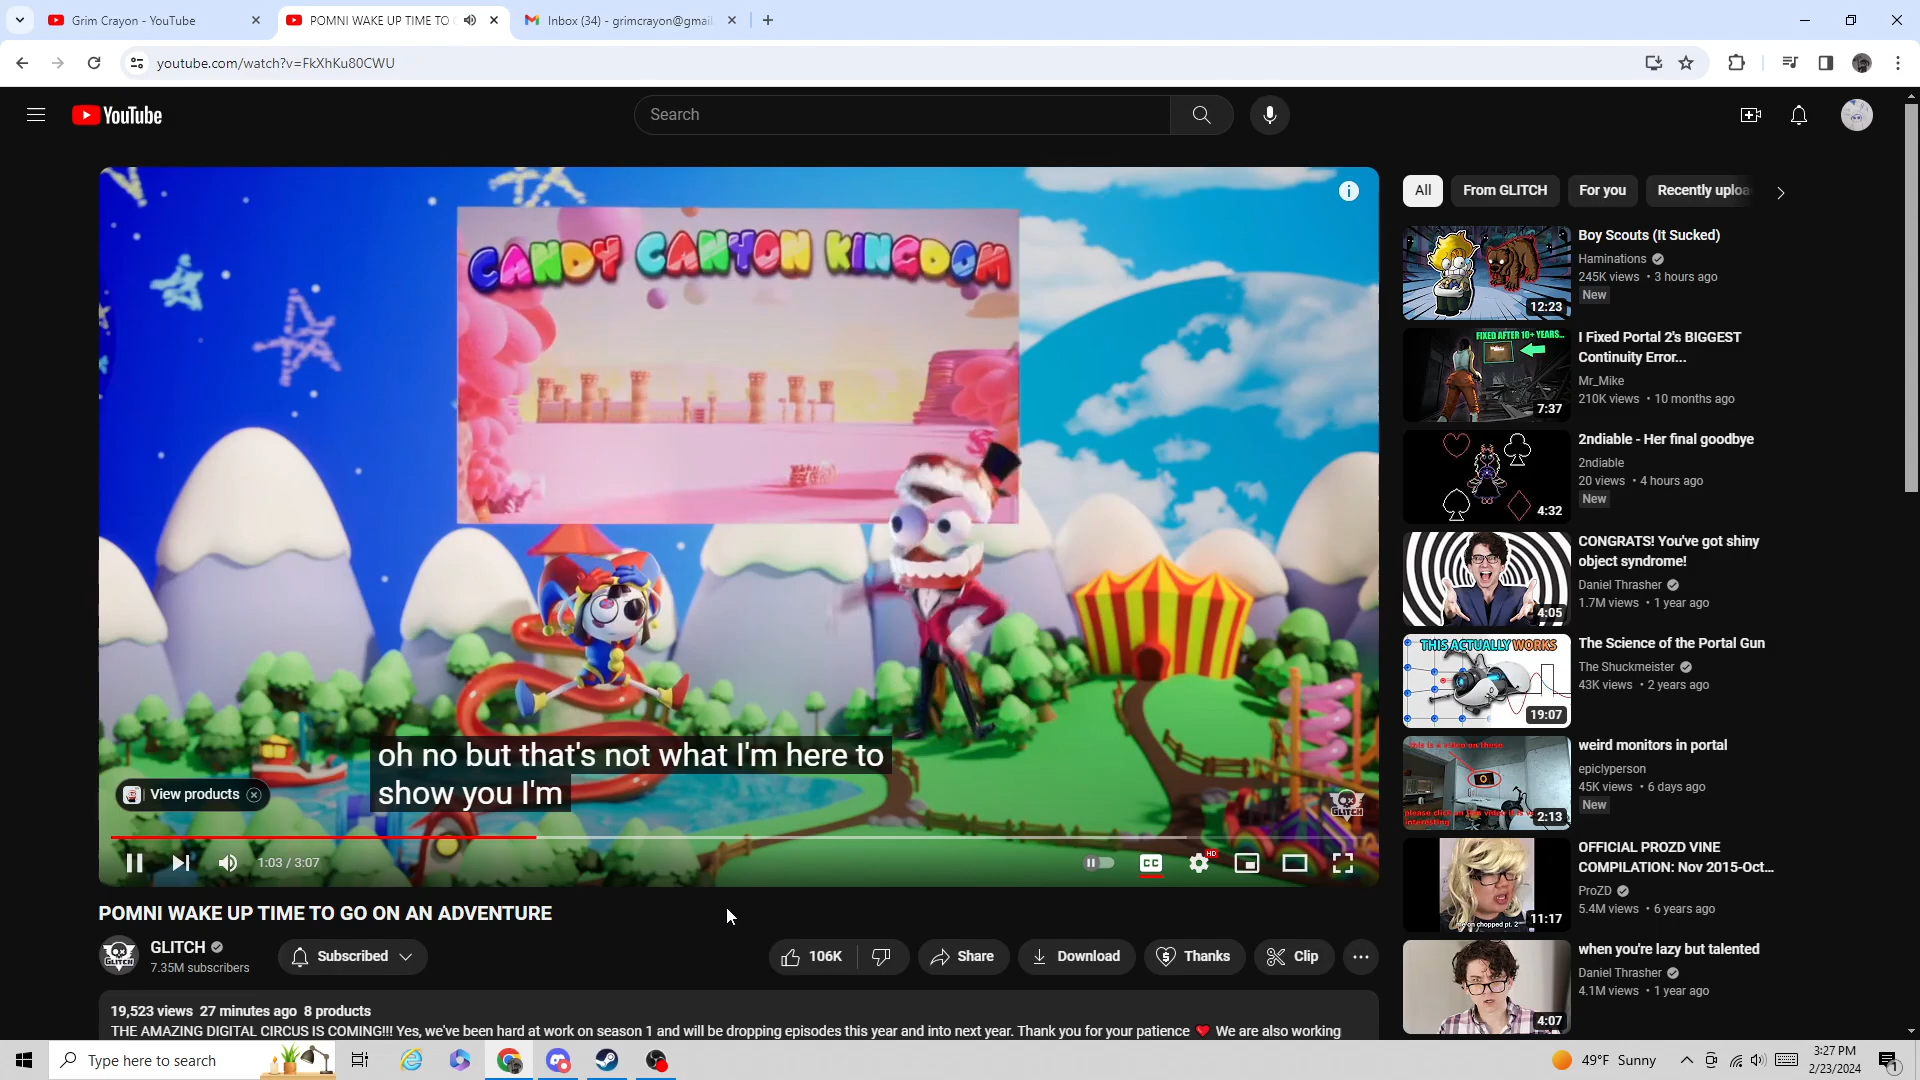 Grim Crayon - YouTube
POMNI WAKE UP TIME TO
Inbox (34) - grimcrayon@gmail
youtube.com/watch?v=FkXhKu80CWU
YouTube
Search
CANDY CANYON KINGDOM
oh no but that's not what I'm here to
show you I'm
View products
GLITCH
1:03 / 3:07
CC
HD
POMNI WAKE UP TIME TO GO ON AN ADVENTURE
GLITCH
GLITCH
7.35M subscribers
Subscribed
106K
Share
Download
Thanks
Clip
19,523 views 27 minutes ago 8 products
THE AMAZING DIGITAL CIRCUS IS COMING!!! Yes, we've been hard at work on season 1 and will be dropping episodes this year and into next year. Thank you for your patience ❤ We are also working
All
From GLITCH
For you
Recently uploa
Boy Scouts (It Sucked)
Haminations
245K views • 3 hours ago
New
12:23
FIXED AFTER 10+ YEARS...
I Fixed Portal 2's BIGGEST
Continuity Error...
Mr_Mike
210K views • 10 months ago
7:37
2ndiable - Her final goodbye
2ndiable
20 views • 4 hours ago
New
4:32
CONGRATS! You've got shiny
object syndrome!
Daniel Thrasher
1.7M views • 1 year ago
4:05
THIS ACTUALLY WORKS
The Science of the Portal Gun
The Shuckmeister
43K views • 2 years ago
19:07
this is a video on these
weird monitors in portal
epiclyperson
45K views • 6 days ago
New
2:13
OFFICIAL PROZD VINE
COMPILATION: Nov 2015-Oct...
ProZD
5.4M views • 6 years ago
11:17
when you're lazy but talented
Daniel Thrasher
4.1M views • 1 year ago
4:07
Type here to search
49°F Sunny
3:27 PM
2/23/2024
1